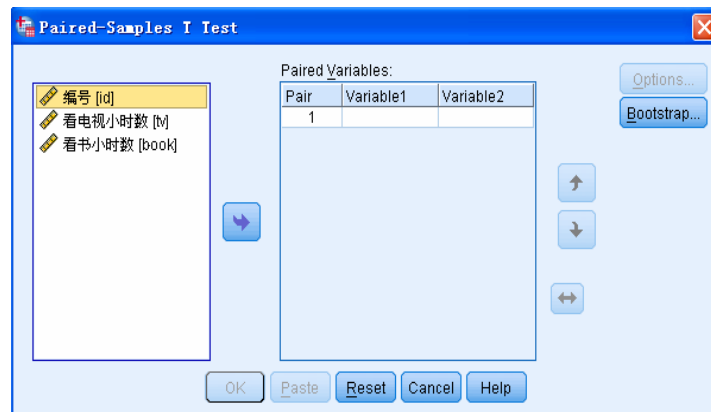 Paired-Samples T Test
编号 [id]
看电视小时数 [tv]
看书小时数 [book]
Paired Variables:
Pair Variable1 Variable2
1
Options...
Bootstrap...
OK Paste Reset Cancel Help